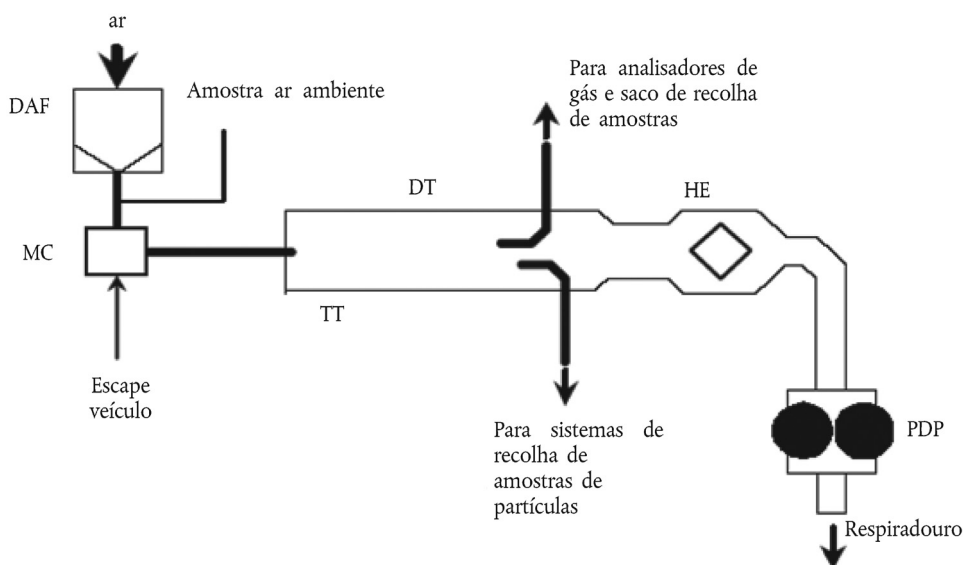 ar
DAF
Amostra ar ambiente
Para analisadores de
gás e saco de recolha
de amostras
DT
HE
MC
TT
Escape
veículo
Para sistemas de
recolha de
amostras de
partículas
PDP
Respiradouro